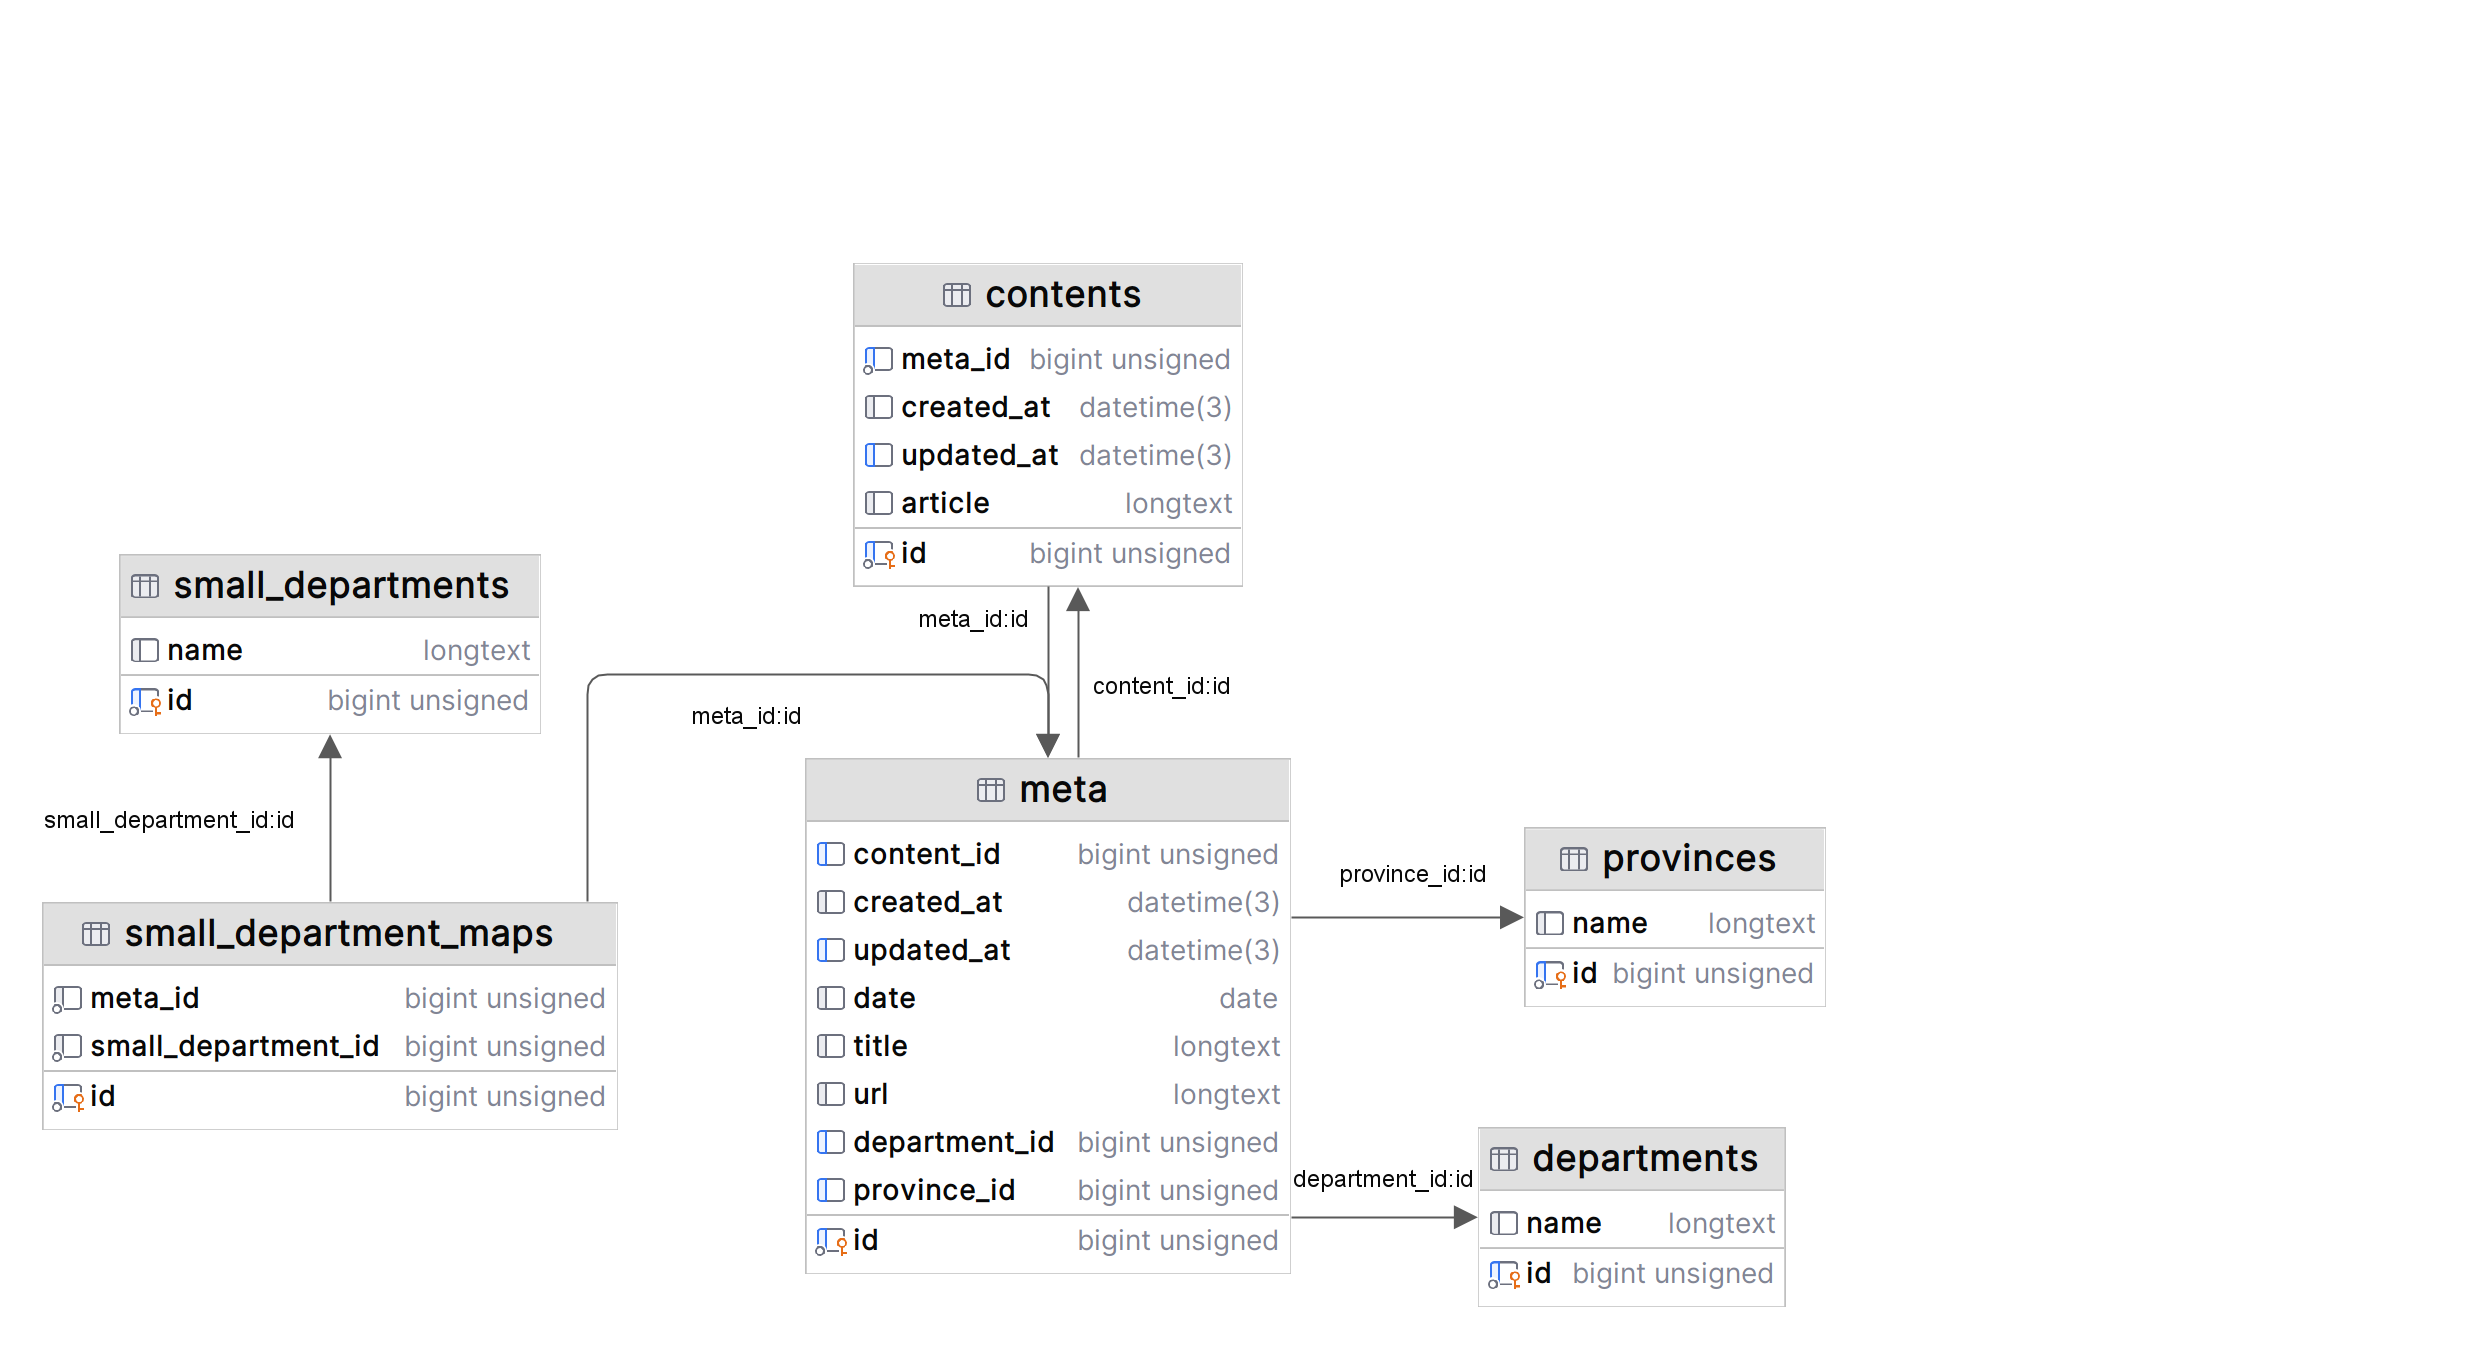 contents
meta_id bigint unsigned
created_at datetime(3)
updated_at datetime(3)
article longtext
id bigint unsigned
meta_id:id
content_id:id
small_departments
name longtext
id bigint unsigned
meta_id:id
small_department_id:id
small_department_maps
meta_id bigint unsigned
small_department_id bigint unsigned
id bigint unsigned
meta
content_id bigint unsigned
created_at datetime(3)
updated_at datetime(3)
date date
title longtext
url longtext
department_id bigint unsigned
province_id bigint unsigned
id bigint unsigned
province_id:id
provinces
name longtext
id bigint unsigned
department_id:id
departments
name longtext
id bigint unsigned